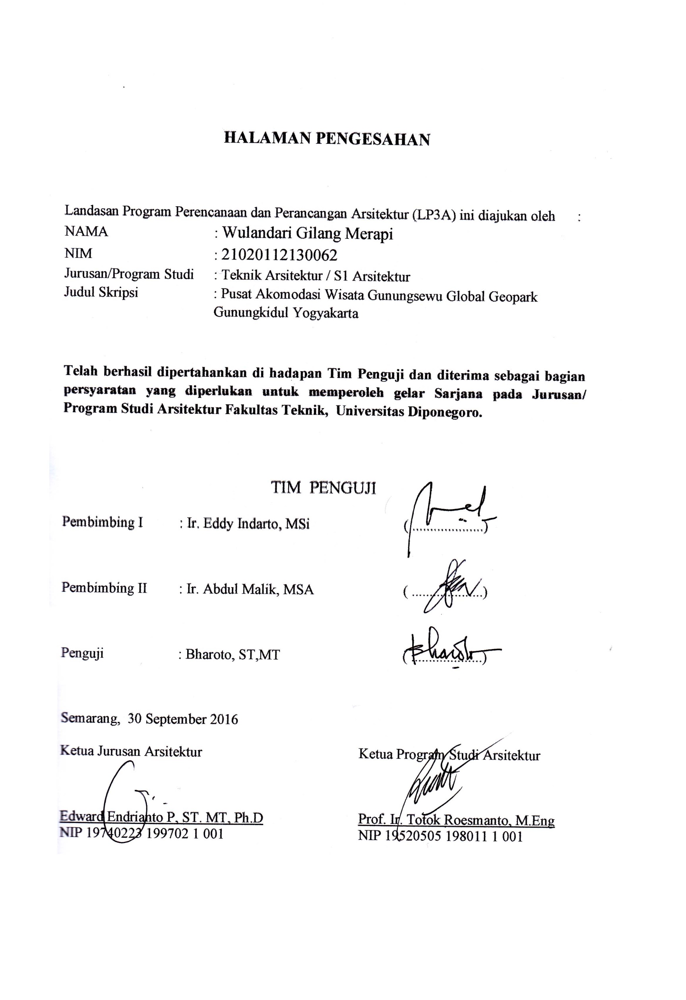 HALAMAN PENGESAHAN
Landasan Program Perencanaan dan Perancangan Arsitektur (LP3A) ini diajukan oleh :
NAMA : Wulandari Gilang Merapi
NIM : 21020112130062
Jurusan/Program Studi : Teknik Arsitektur / S1 Arsitektur
Judul Skripsi : Pusat Akomodasi Wisata Gunungsewu Global Geopark
Gunungkidul Yogyakarta
Telah berhasil dipertahankan di hadapan Tim Penguji dan diterima sebagai bagian
persyaratan yang diperlukan untuk memperoleh gelar Sarjana pada Jurusan/
Program Studi Arsitektur Fakultas Teknik, Universitas Diponegoro.
TIM PENGUJI
Pembimbing I : Ir. Eddy Indarto, MSi (....................)
Pembimbing II : Ir. Abdul Malik, MSA (....................)
Penguji : Bharoto, ST,MT (....................)
Semarang, 30 September 2016
Ketua Jurusan Arsitektur Ketua Program Studi Arsitektur
Edward Endrianto P, ST. MT, Ph.D Prof. Ir. Totok Roesmanto, M.Eng
NIP 19740223 199702 1 001 NIP 19520505 198011 1 001